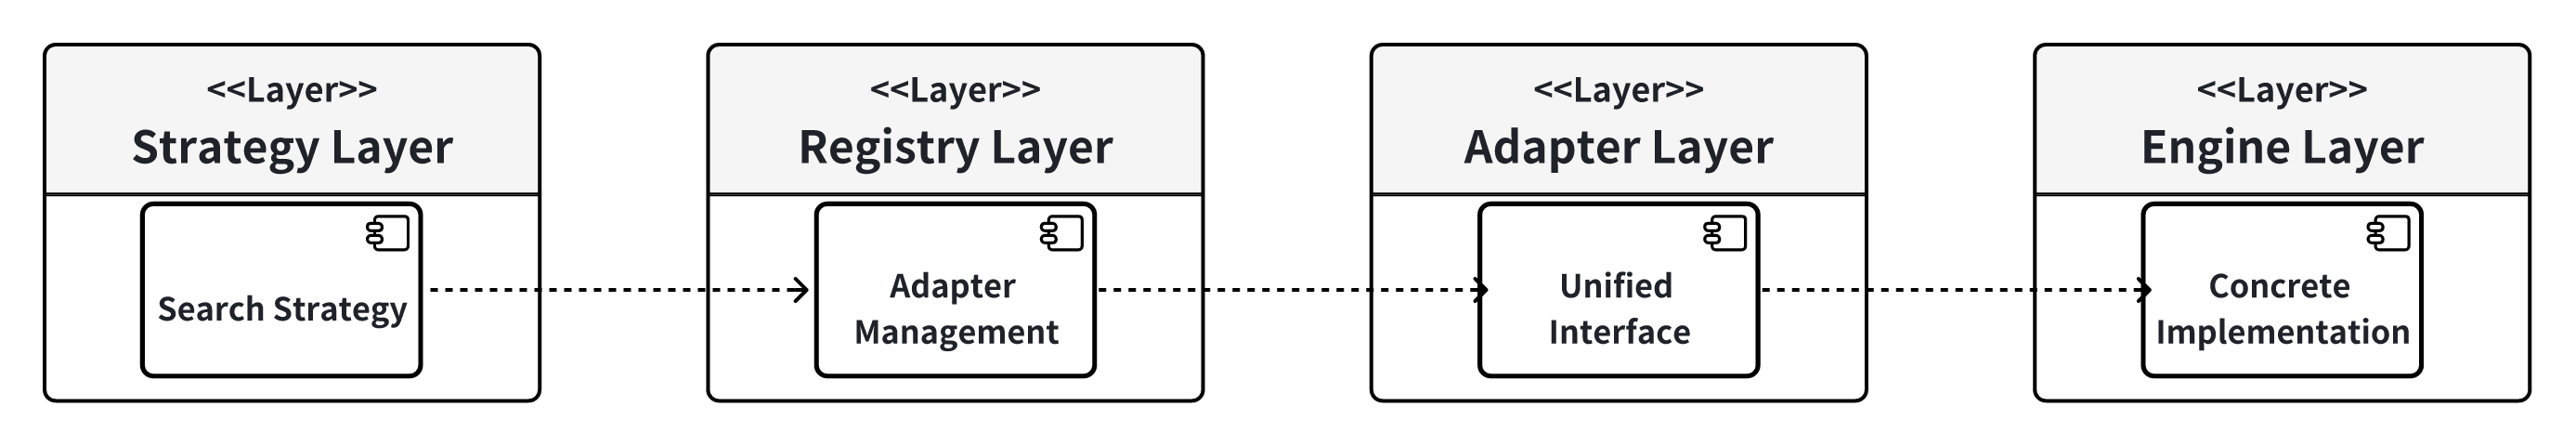 <<Layer>>
Strategy Layer
Search Strategy
<<Layer>>
Registry Layer
Adapter
Management
<<Layer>>
Adapter Layer
Unified
Interface
<<Layer>>
Engine Layer
Concrete
Implementation